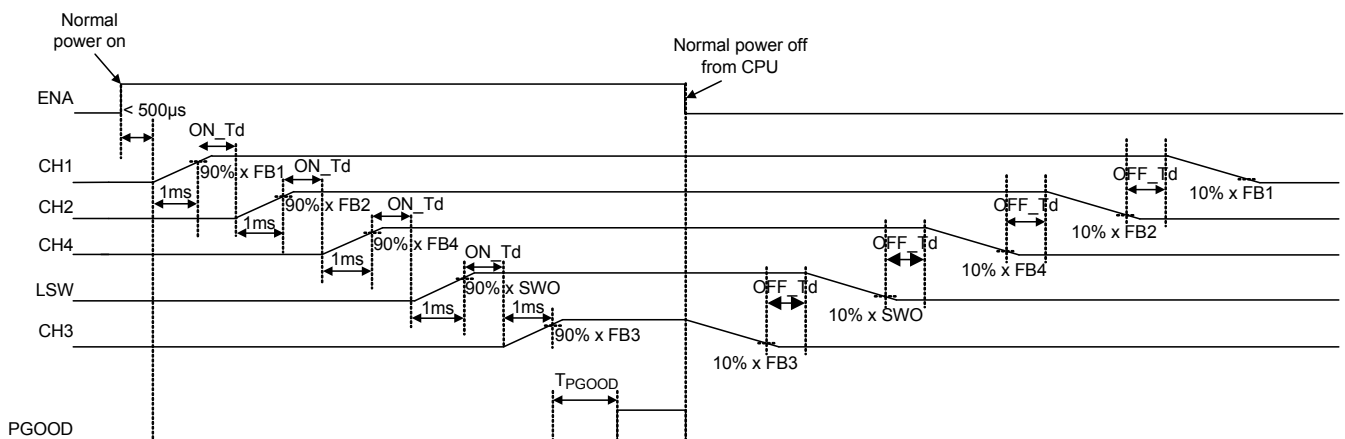 Normal
power on
Normal power off
from CPU
ENA
< 500µs
ON_Td
CH1
90% x FB1
ON_Td
OFF_Td
10% x FB1
1ms
CH2
90% x FB2
ON_Td
OFF_Td
10% x FB2
1ms
CH4
90% x FB4
ON_Td
OFF_Td
10% x FB4
1ms
LSW
90% x SWO
OFF_Td
10% x SWO
1ms
1ms
CH3
90% x FB3
10% x FB3
TPGOOD
PGOOD